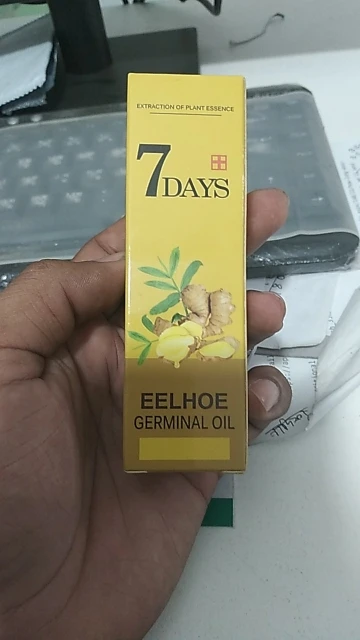 EXTRACTION OF PLANT ESSENCE
7DAYS
EELHOE
GERMINAL OIL